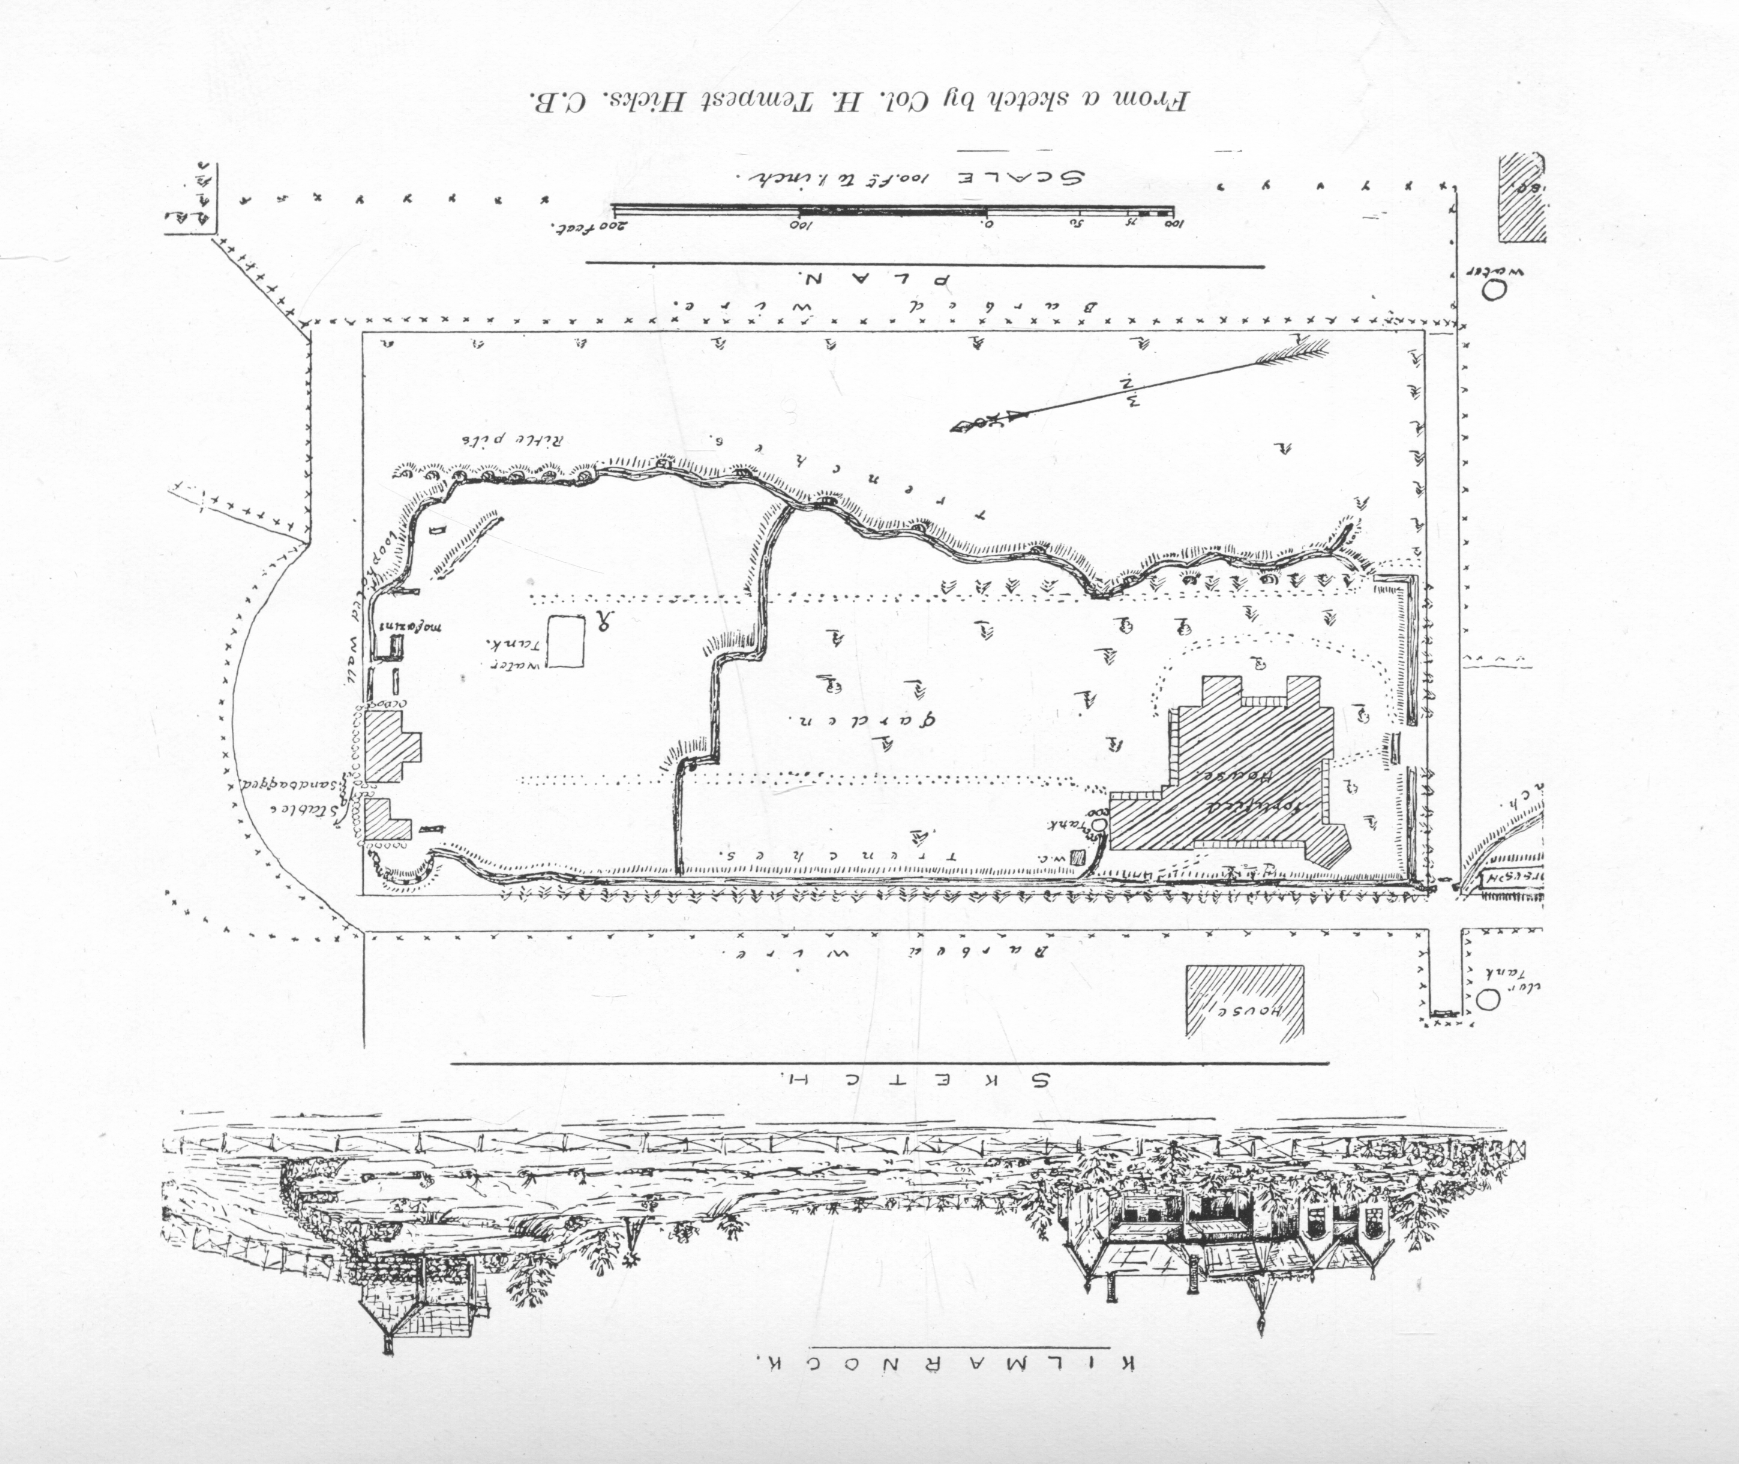 KILMARNOCK.
SKETCH.
HOUSE,
Tank
Barbed Wire.
Trenches.
W.C.
Tank
Fortified
House.
Stables
Sandbagged
garden.
water.
Tank.
magazine
Loopholed wall.
Trenches.
Rifle pits
Barbed Wire.
water
PLAN.
100 75 50 0. 100 200 feet.
SCALE 100.Ft to 1.inch.
From a sketch by Col. H. Tempest Hicks. C.B.